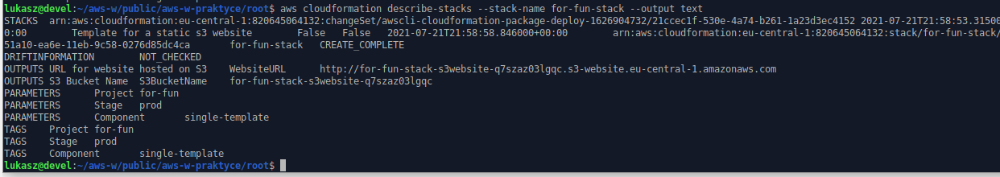 lukasz@devel:~/aws-w/public/aws-w-praktyce/root$ aws cloudformation describe-stacks --stack-name for-fun-stack --output text
STACKS arn:aws:cloudformation:eu-central-1:820645064132:changeSet/awscli-cloudformation-package-deploy-1626904732/21ccec1f-530e-4a74-b261-1a23d3ec4152 2021-07-21T21:58:53.31500
0:00 Template for a static s3 website False False 2021-07-21T21:58:58.846000+00:00 arn:aws:cloudformation:eu-central-1:820645064132:stack/for-fun-stack/
51a10-ea6e-11eb-9c58-0276d85dc4ca for-fun-stack CREATE_COMPLETE
DRIFTINFORMATION NOT_CHECKED
OUTPUTS URL for website hosted on S3 WebsiteURL http://for-fun-stack-s3website-q7szaz03lgqc.s3-website.eu-central-1.amazonaws.com
OUTPUTS S3 Bucket Name S3BucketName for-fun-stack-s3website-q7szaz03lgqc
PARAMETERS Project for-fun
PARAMETERS Stage prod
PARAMETERS Component single-template
TAGS Project for-fun
TAGS Stage prod
TAGS Component single-template
lukasz@devel:~/aws-w/public/aws-w-praktyce/root$